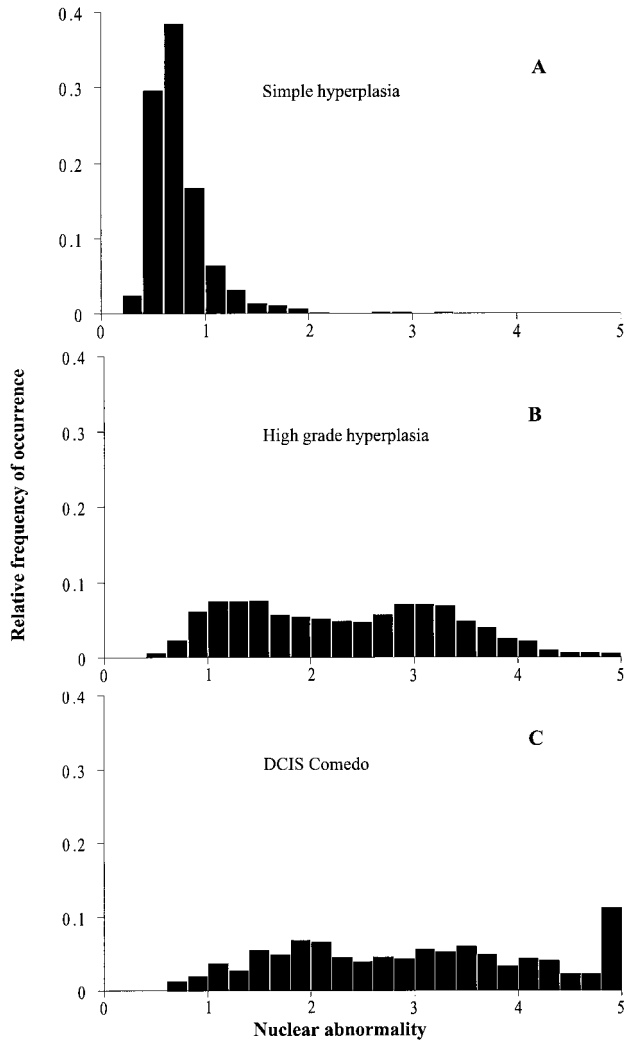 0.4
A
Simple hyperplasia
0.3
0.2
0.1
0
0 1 2 3 4 5
Relative frequency of occurrence
0.4
B
High grade hyperplasia
0.3
0.2
0.1
0
0 1 2 3 4 5
0.4
C
DCIS Comedo
0.3
0.2
0.1
0
0 1 2 3 4 5
Nuclear abnormality